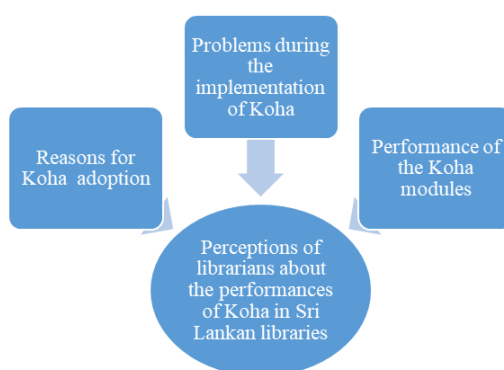 Problems during
the
implementation
of Koha
Reasons for
Koha adoption
Performance of
the Koha
modules
Perceptions of
librarians about
the performances
of Koha in Sri
Lankan libraries